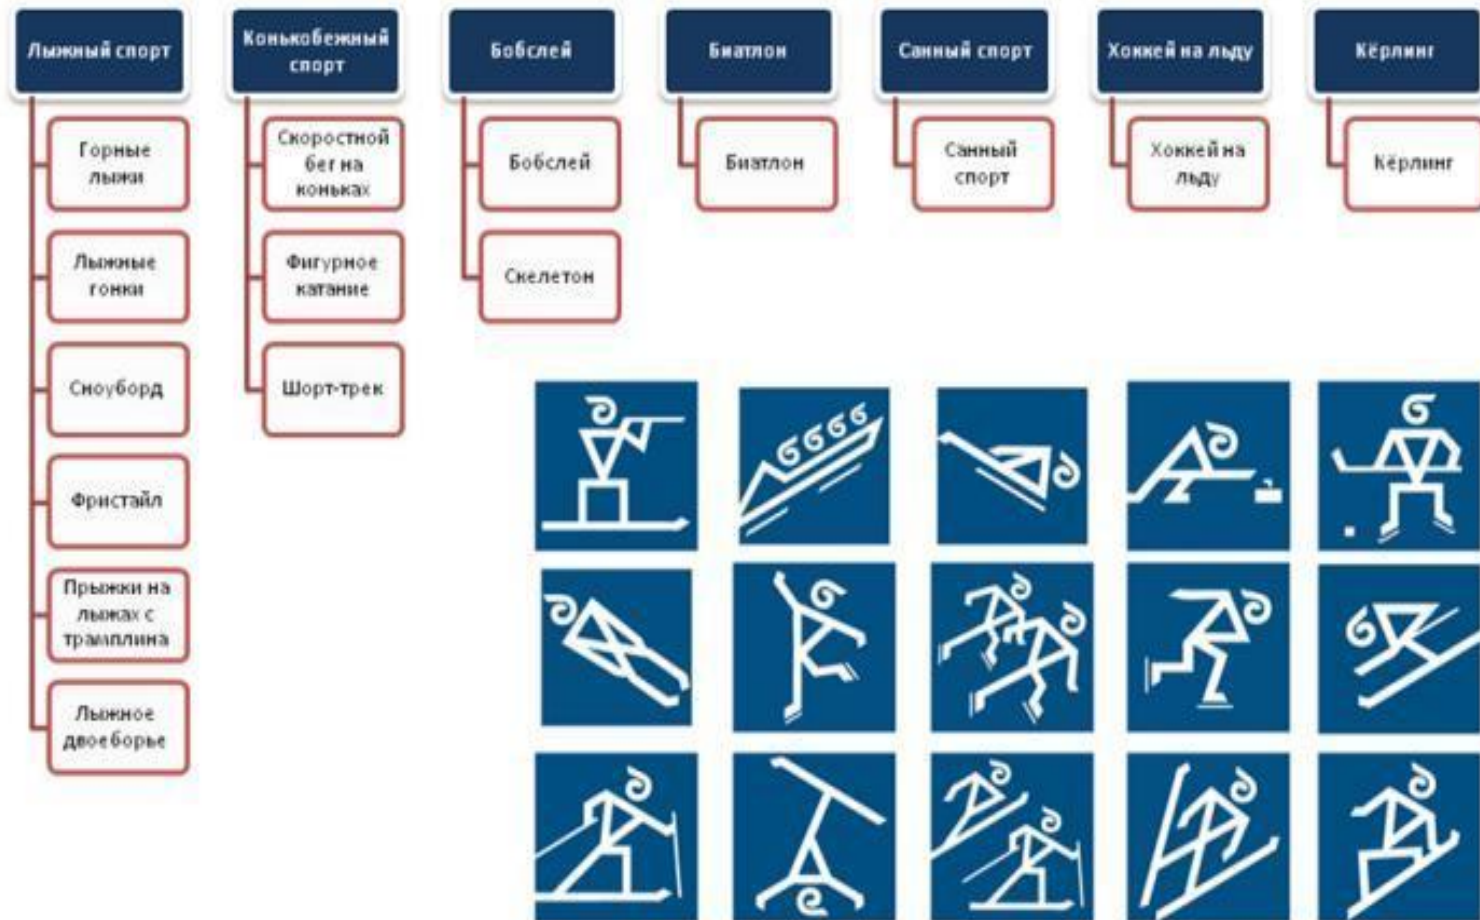 Лыжный спорт
Конькобежный
спорт
Бобслей
Биатлон
Санный спорт
Хоккей на льду
Кёрлинг
Горные
лыжи
Лыжные
гонки
Сноуборд
Фристайл
Прыжки на
лыжах с
трамплина
Лыжное
двоеборье
Скоростной
бег на
коньках
Фигурное
катание
Шорт-трек
Бобслей
Скелетон
Биатлон
Санный
спорт
Хоккей на
льду
Кёрлинг